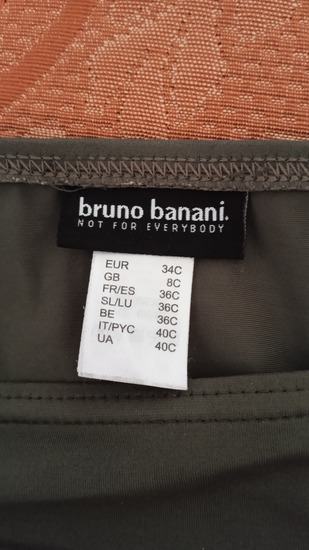 bruno banani.
NOT FOR EVERYBODY
EUR 34C
GB 8C
FR/ES 36C
SL/LU 36C
BE 36C
IT/РУС 40C
UA 40C